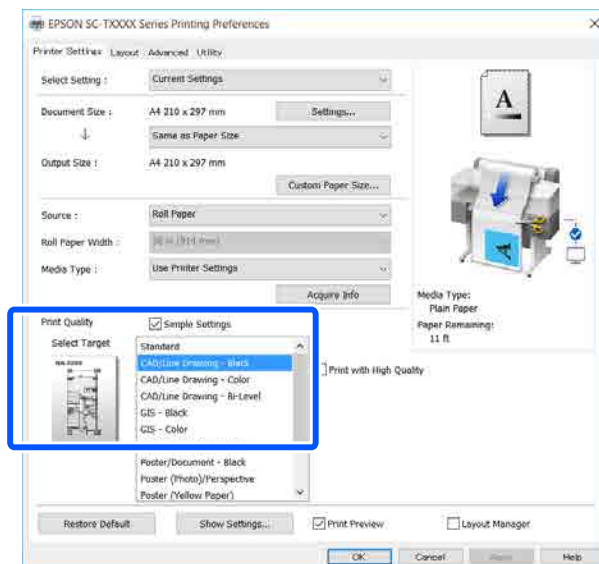 EPSON SC-TXXXX Series Printing Preferences
Printer Settings Layout Advanced Utility
Select Setting : Current Settings
Document Size : A4 210 x 297 mm Settings...
Same as Paper Size
Output Size : A4 210 x 297 mm
Custom Paper Size...
Source : Roll Paper
Roll Paper Width : 36 in (914 mm)
Media Type : Use Printer Settings
Acquire Info
A
Media Type:
Plain Paper
Paper Remaining:
11 ft
Print Quality Simple Settings
Select Target
Standard
CAD/Line Drawing - Black
CAD/Line Drawing - Color
CAD/Line Drawing - Bi-Level
GIS - Black
GIS - Color
Poster/Document - Black
Poster (Photo)/Perspective
Poster (Yellow Paper)
Print with High Quality
Restore Default Show Settings... Print Preview Layout Manager
OK Cancel Help